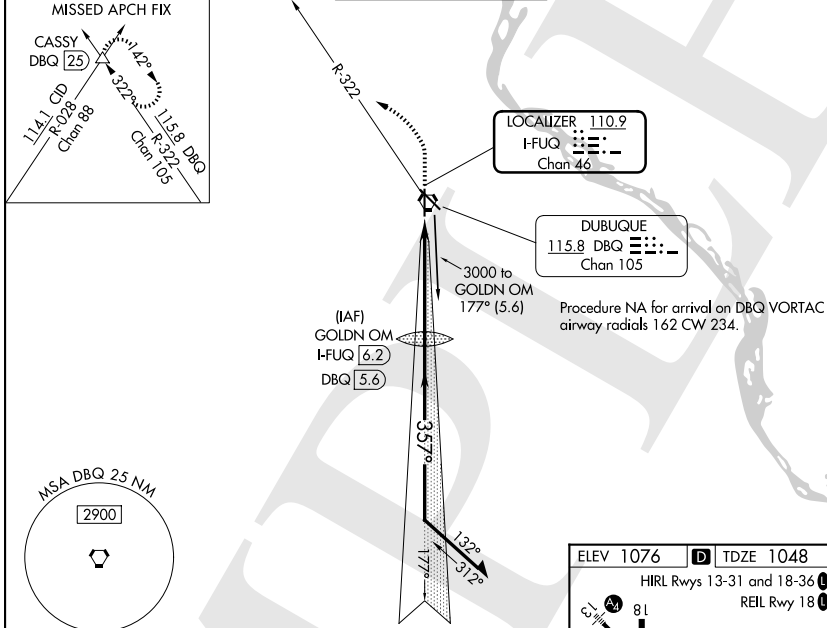 MISSED APCH FIX
CASSY
DBQ 25
142°
322°
114.1 CID
R-028
Chan 88
115.8 DBQ
R-322
Chan 105
R-322
LOCALIZER 110.9
I-FUQ
Chan 46
DUBUQUE
115.8 DBQ
Chan 105
3000 to
GOLDN OM
177° (5.6)
Procedure NA for arrival on DBQ VORTAC
airway radials 162 CW 234.
(IAF)
GOLDN OM
I-FUQ 6.2
DBQ 5.6
357°
132°
312°
177°
MSA DBQ 25 NM
2900
ELEV 1076 D TDZE 1048
HIRL Rwys 13-31 and 18-36 L
REIL Rwy 18 L
A4
13
18